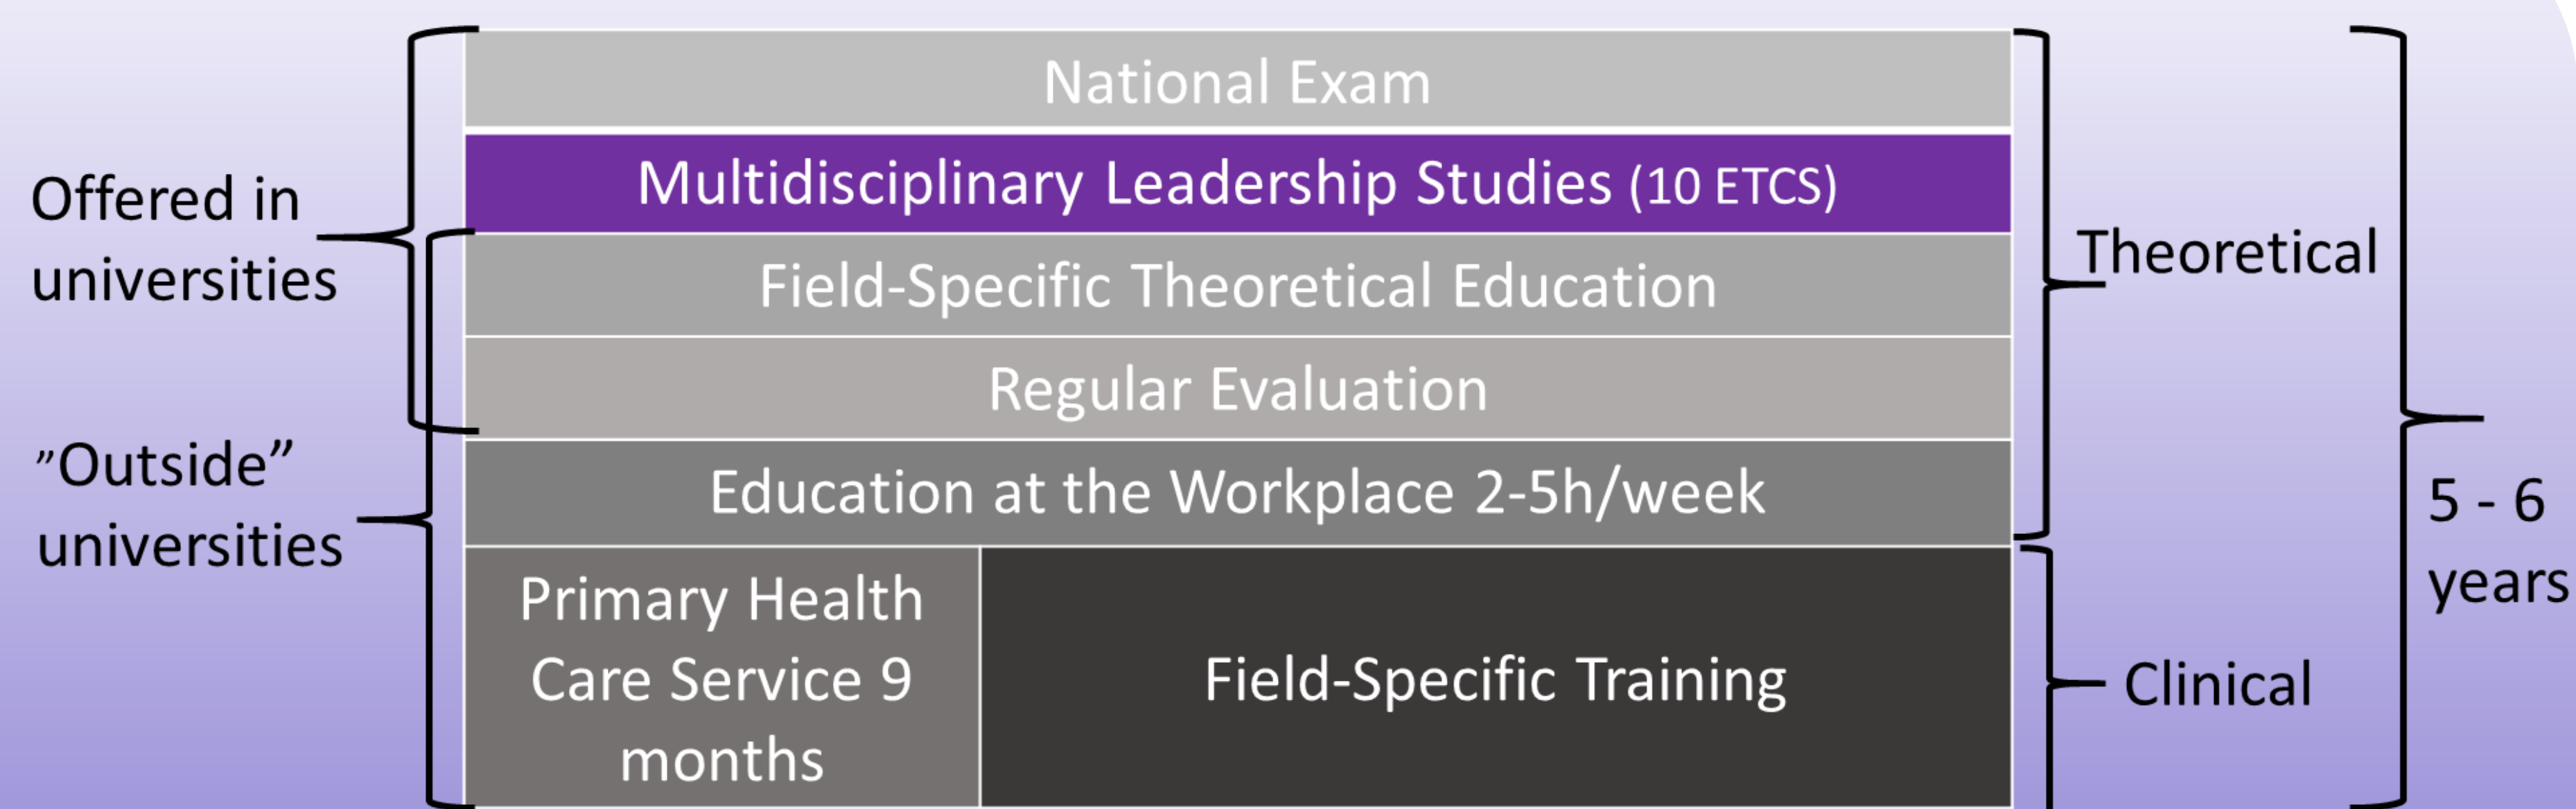 National Exam
Multidisciplinary Leadership Studies (10 ETCS)
Offered in
universities
Field-Specific Theoretical Education
Theoretical
Regular Evaluation
”Outside”
universities
Education at the Workplace 2-5h/week
5 - 6
years
Primary Health
Care Service 9
months
Field-Specific Training
Clinical